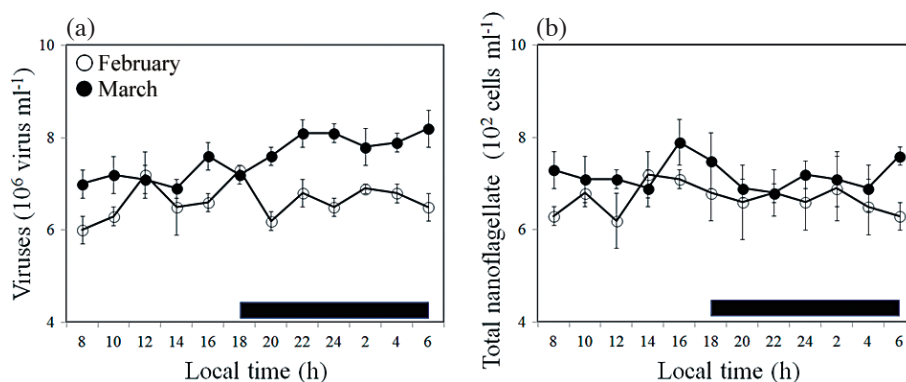 (a)
Viruses (10⁶ virus ml⁻¹)
10
8
6
4
February
March
8 10 12 14 16 18 20 22 24 2 4 6
Local time (h)
(b)
Total nanoflagellate (10² cells ml⁻¹)
10
8
6
4
8 10 12 14 16 18 20 22 24 2 4 6
Local time (h)